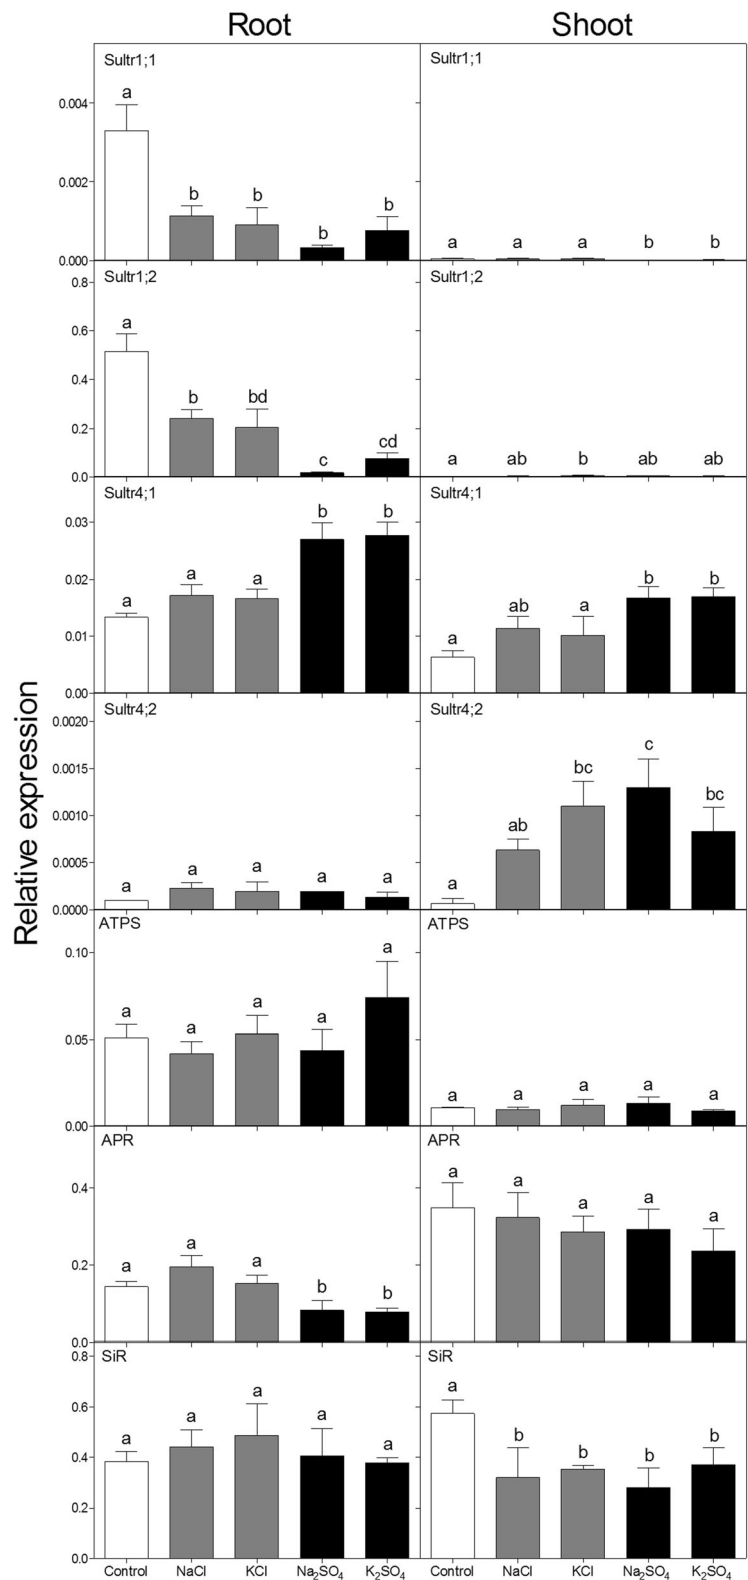 Root Shoot
Relative expression
Sultr1;1 Sultr1;1
0.004
0.002
0.000
a b b b b a a a b b
Sultr1;2 Sultr1;2
0.8
0.6
0.4
0.2
0.0
a b bd c cd a ab b ab ab
Sultr4;1 Sultr4;1
0.03
0.02
0.01
0.00
a a a b b a ab a b b
Sultr4;2 Sultr4;2
0.0020
0.0015
0.0010
0.0005
0.0000
a a a a a a ab bc c bc
ATPS ATPS
0.10
0.05
0.00
a a a a a a a a a a
APR APR
0.4
0.2
0.0
a a a b b a a a a a
SiR SiR
0.8
0.6
0.4
0.2
0.0
a a a a a a b b b b
Control NaCl KCl Na₂SO₄ K₂SO₄ Control NaCl KCl Na₂SO₄ K₂SO₄